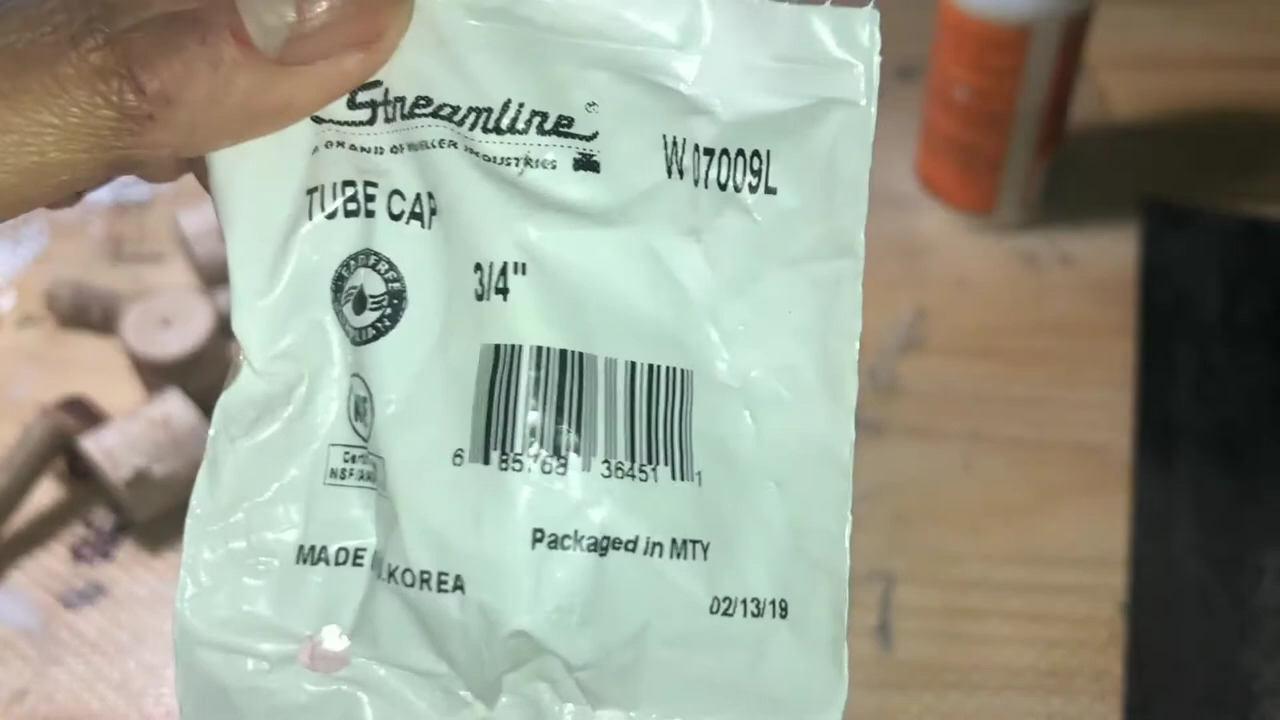 Streamline®
A BRAND OF MUELLER INDUSTRIES
W 07009L
TUBE CAP
3/4"
6 85768 36451 1
NSF
Packaged in MTY
MADE KOREA
02/13/19